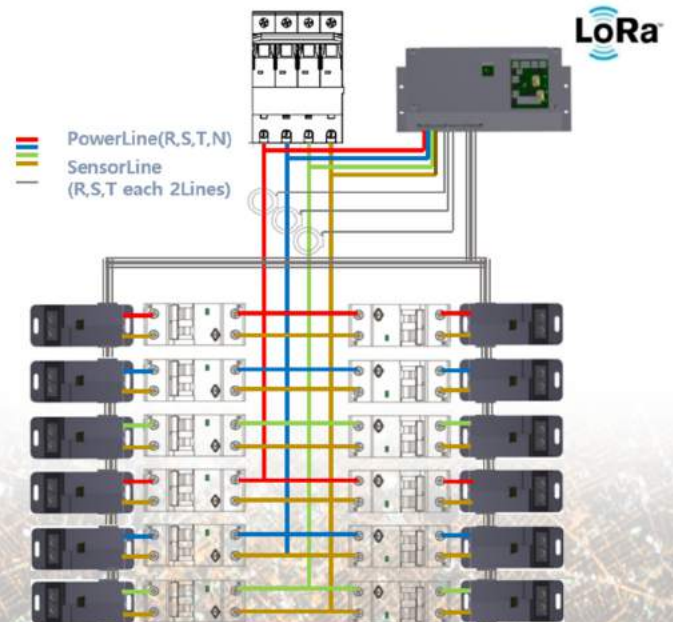 LoRa
PowerLine(R,S,T,N)
SensorLine
(R,S,T each 2Lines)